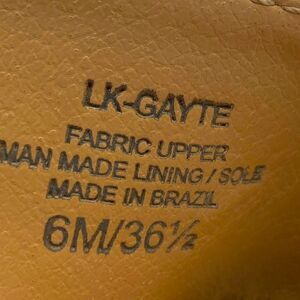 LK-GAYTE
FABRIC UPPER
MAN MADE LINING / SOLE
MADE IN BRAZIL
6M/36½